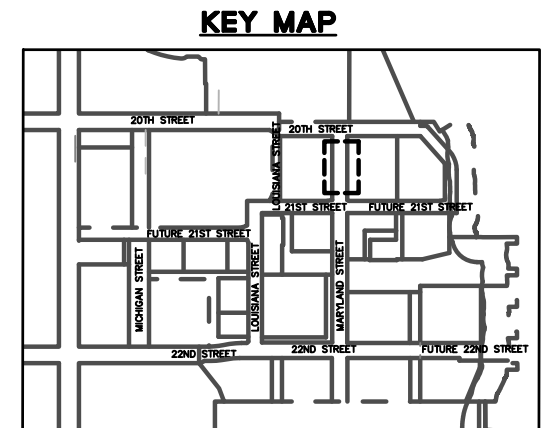 KEY MAP
20TH STREET
20TH STREET
LOUISIANA STREET
21ST STREET
FUTURE 21ST STREET
FUTURE 21ST STREET
MICHIGAN STREET
LOUISIANA STREET
MARYLAND STREET
22ND STREET
22ND STREET
FUTURE 22ND STREET